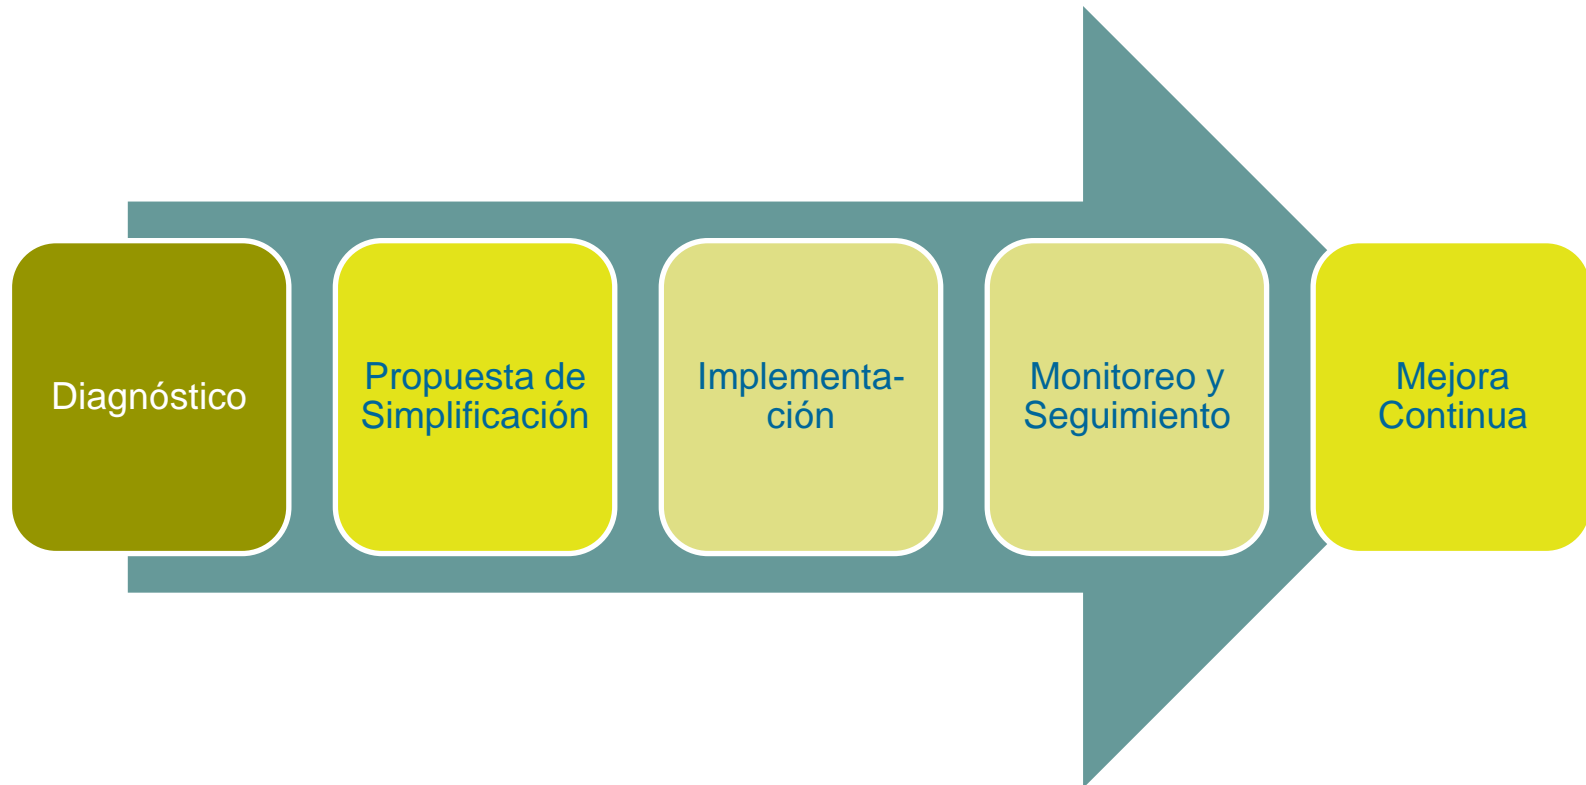 Diagnóstico
Propuesta de
Simplificación
Implementa-
ción
Monitoreo y
Seguimiento
Mejora
Continua